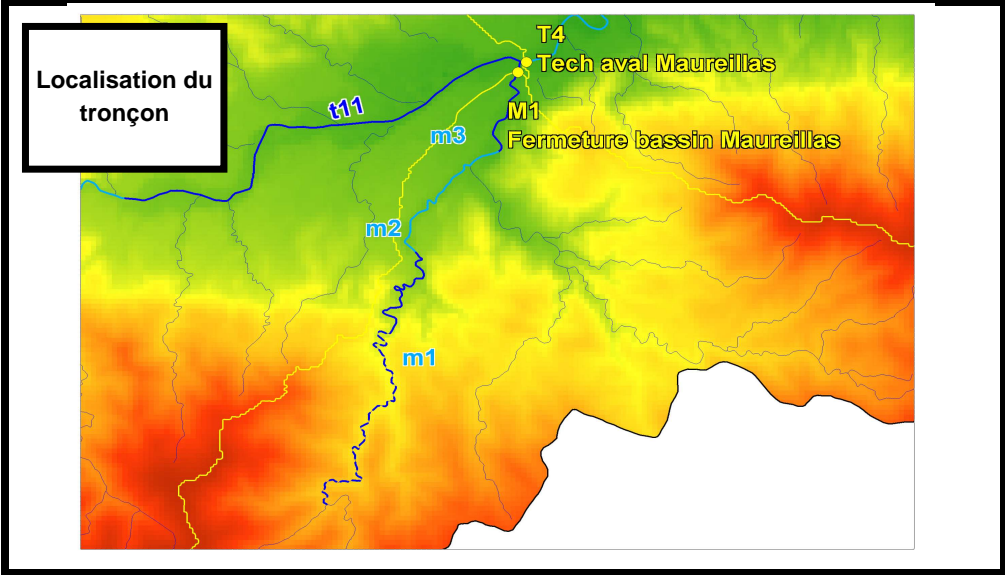 Localisation du
tronçon
T4
Tech aval Maureillas
t11
M1
m3
Fermeture bassin Maureillas
m2
m1